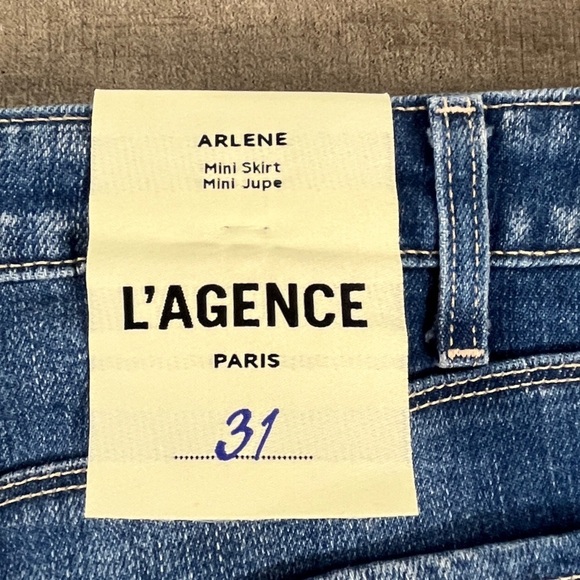 ARLENE
Mini Skirt
Mini Jupe
L'AGENCE
PARIS
31